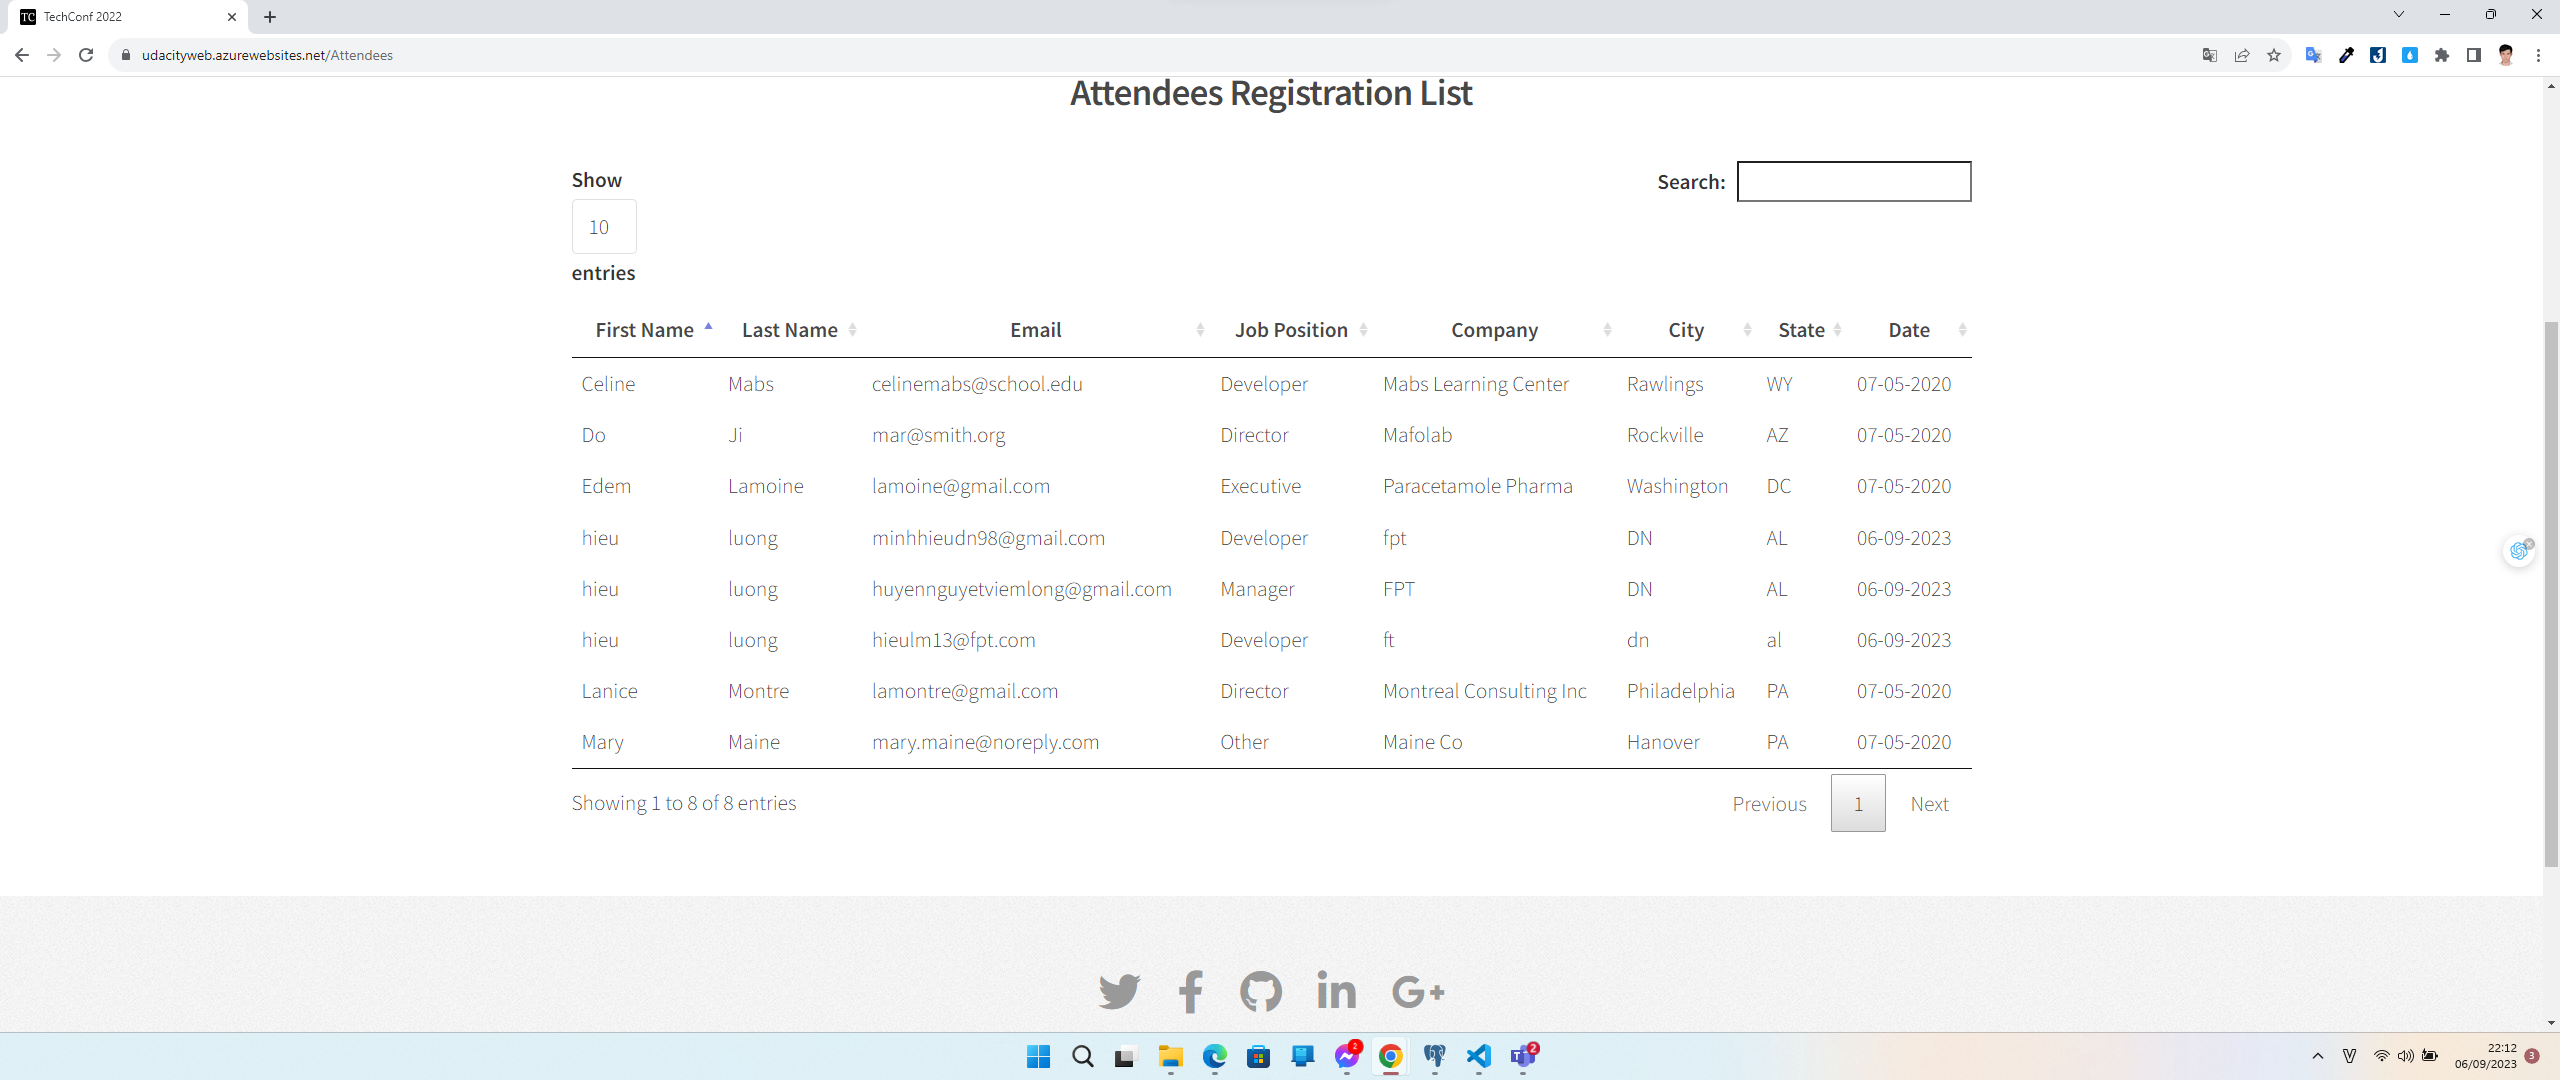 TC TechConf 2022
udacityweb.azurewebsites.net/Attendees
Attendees Registration List
Show
10
entries
Search:
First Name Last Name Email Job Position Company City State Date
Celine Mabs celinemabs@school.edu Developer Mabs Learning Center Rawlings WY 07-05-2020
Do Ji mar@smith.org Director Mafolab Rockville AZ 07-05-2020
Edem Lamoine lamoine@gmail.com Executive Paracetamole Pharma Washington DC 07-05-2020
hieu luong minhhieudn98@gmail.com Developer fpt DN AL 06-09-2023
hieu luong huyennguyetviemlong@gmail.com Manager FPT DN AL 06-09-2023
hieu luong hieulm13@fpt.com Developer ft dn al 06-09-2023
Lanice Montre lamontre@gmail.com Director Montreal Consulting Inc Philadelphia PA 07-05-2020
Mary Maine mary.maine@noreply.com Other Maine Co Hanover PA 07-05-2020
Showing 1 to 8 of 8 entries
Previous 1 Next
2
2
V
22:12
06/09/2023
3